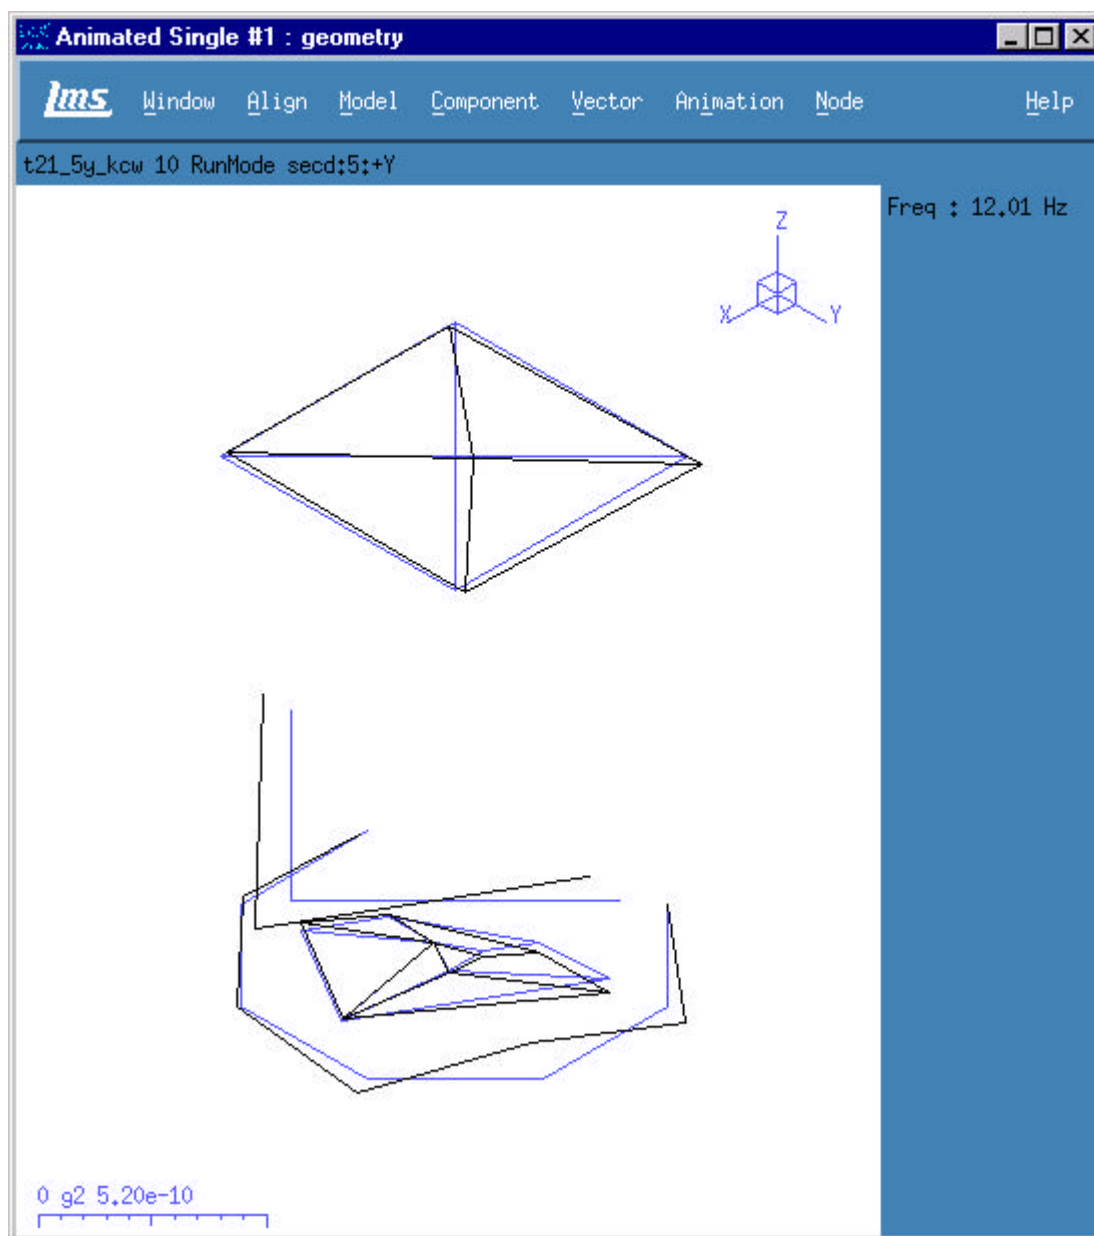 Animated Single #1 : geometry
lms Window Align Model Component Vector Animation Node Help
t21_5y_kcw 10 RunMode secd:5:+Y
Freq : 12.01 Hz
Z
X Y
0 g2 5.20e-10